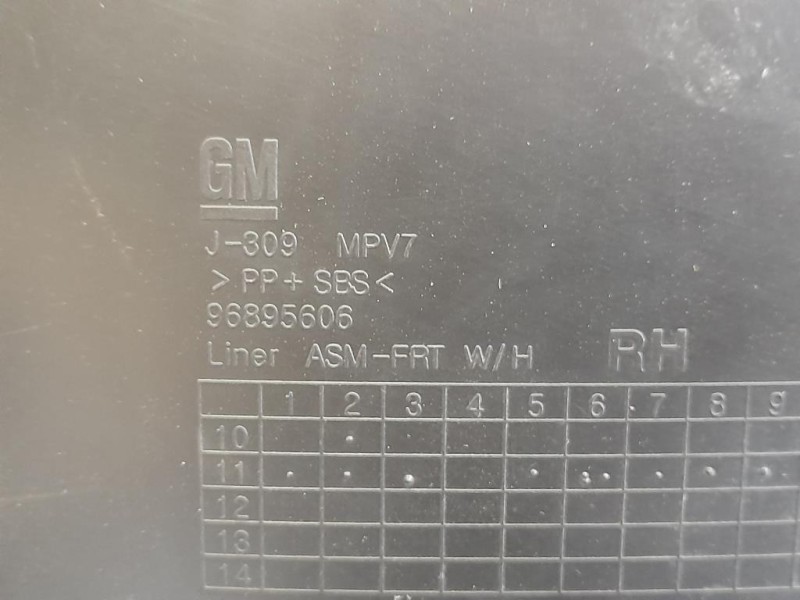 GM
J-309 MPV7
>PP+SBS<
96895606
Liner ASM-FRT W/H RH
1 2 3 4 5 6 7 8 9
10
11
12
13
14